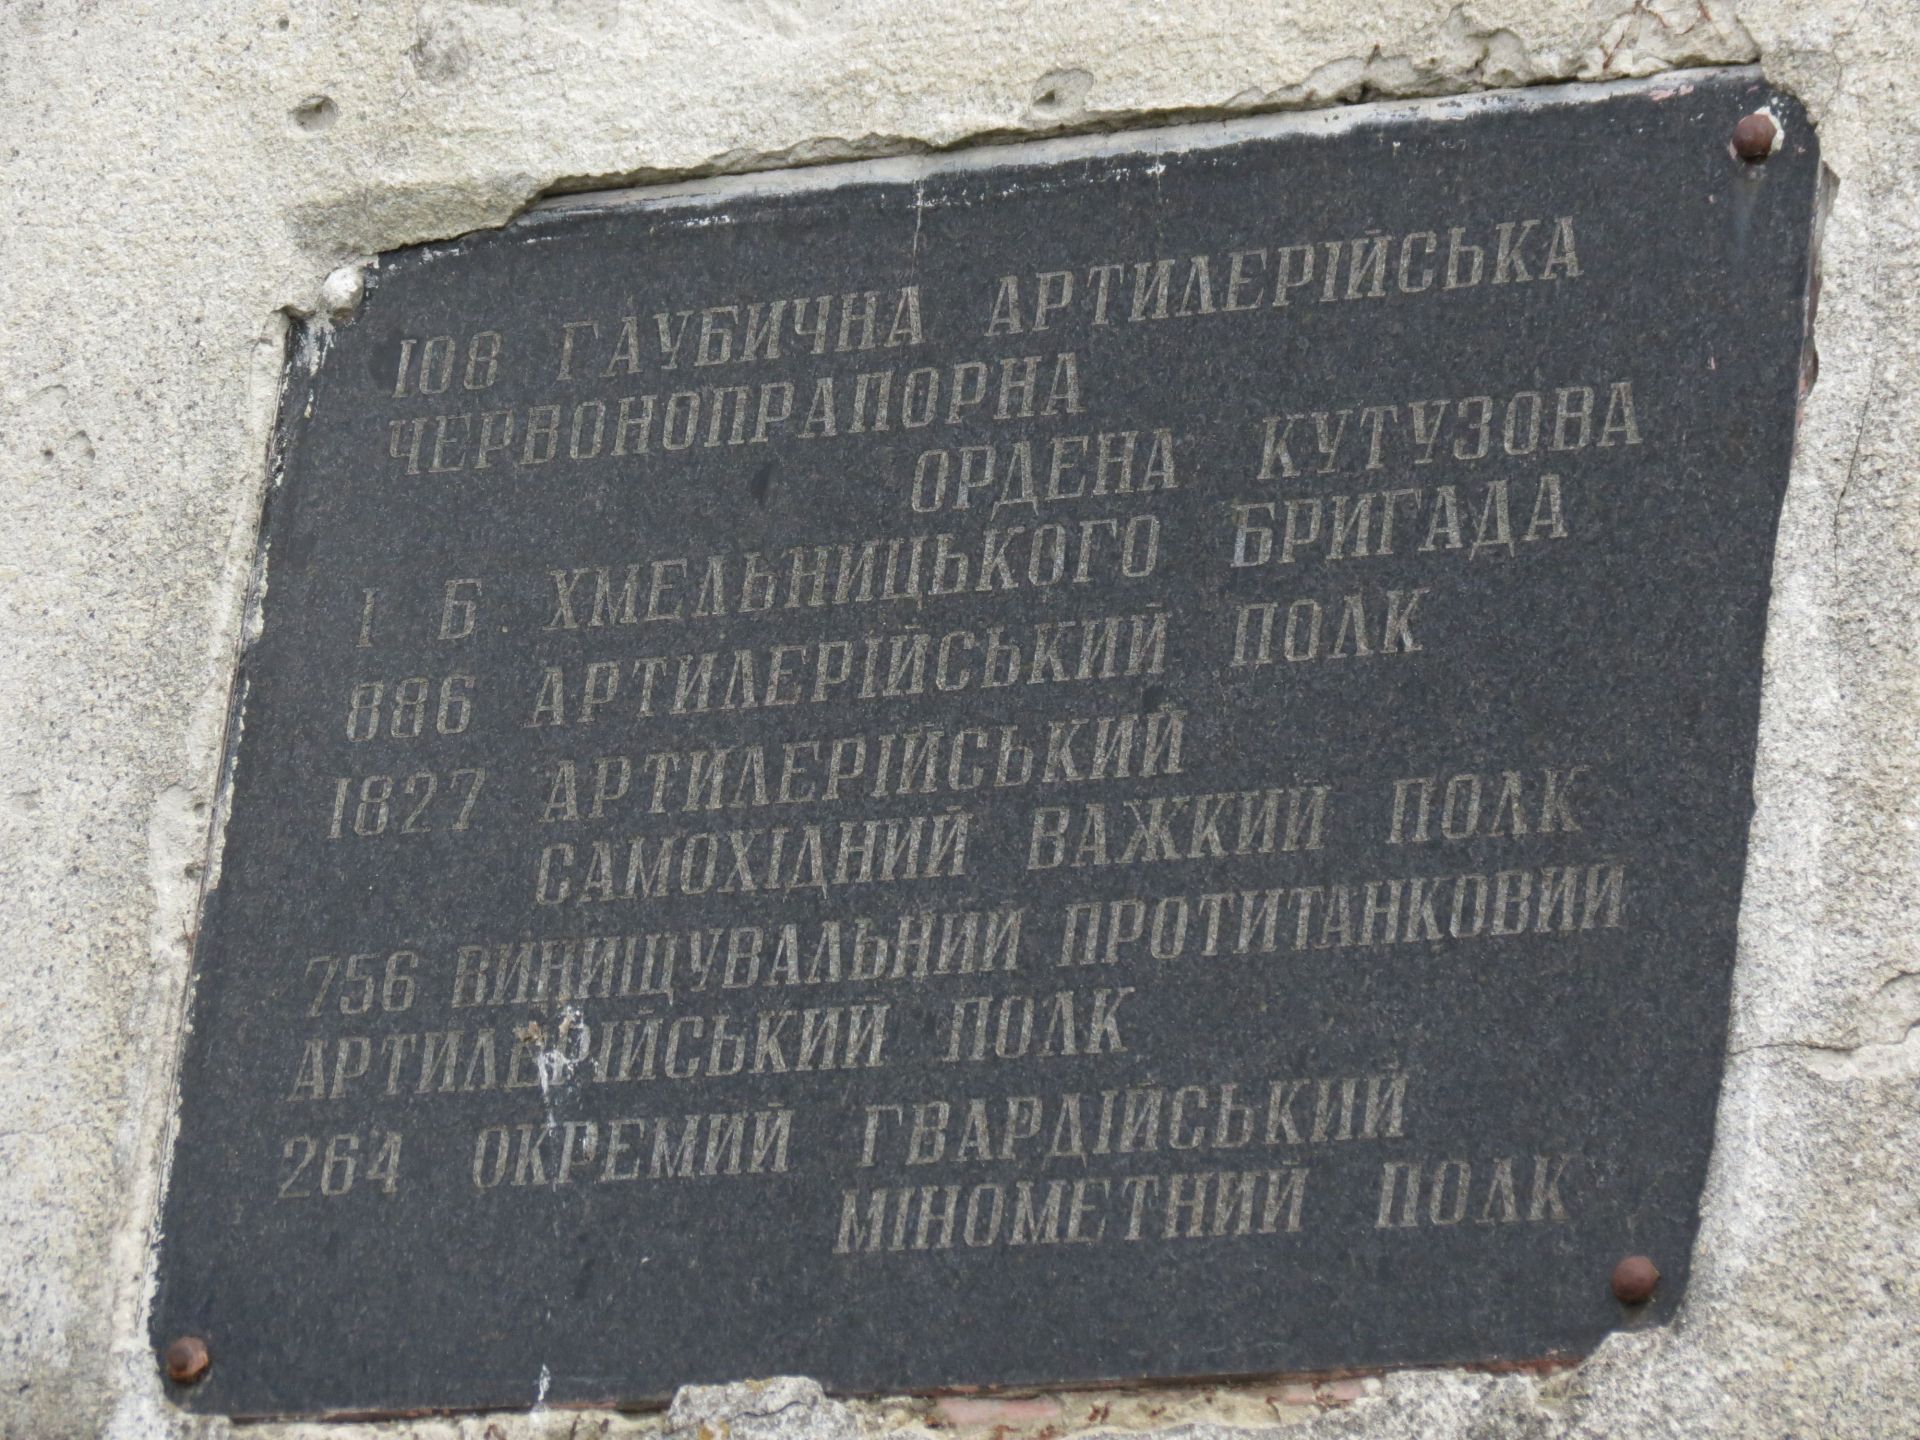 108 ГАУБИЧНА АРТИЛЕРІЙСЬКА
ЧЕРВОНОПРАПОРНА
ОРДЕНА КУТУЗОВА
І Б ХМЕЛЬНИЦЬКОГО БРИГАДА
886 АРТИЛЕРІЙСЬКИЙ ПОЛК
1827 АРТИЛЕРІЙСЬКИЙ
САМОХІДНИЙ ВАЖКИЙ ПОЛК
756 ВИНИЩУВАЛЬНИЙ ПРОТИТАНКОВИЙ
АРТИЛЕРІЙСЬКИЙ ПОЛК
264 ОКРЕМИЙ ГВАРДІЙСЬКИЙ
МІНОМЕТНИЙ ПОЛК